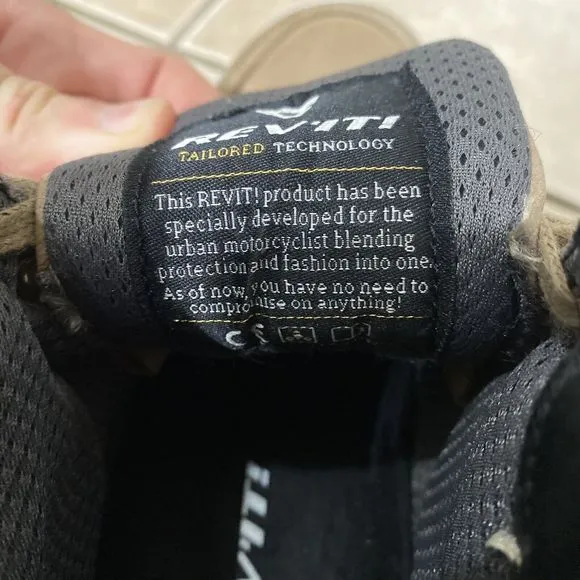 REV'IT!
TAILORED TECHNOLOGY
This REVIT! product has been
specially developed for the
urban motorcyclist blending
protection and fashion into one.
As of now, you have no need to
compromise on anything!
CE
REV'IT!